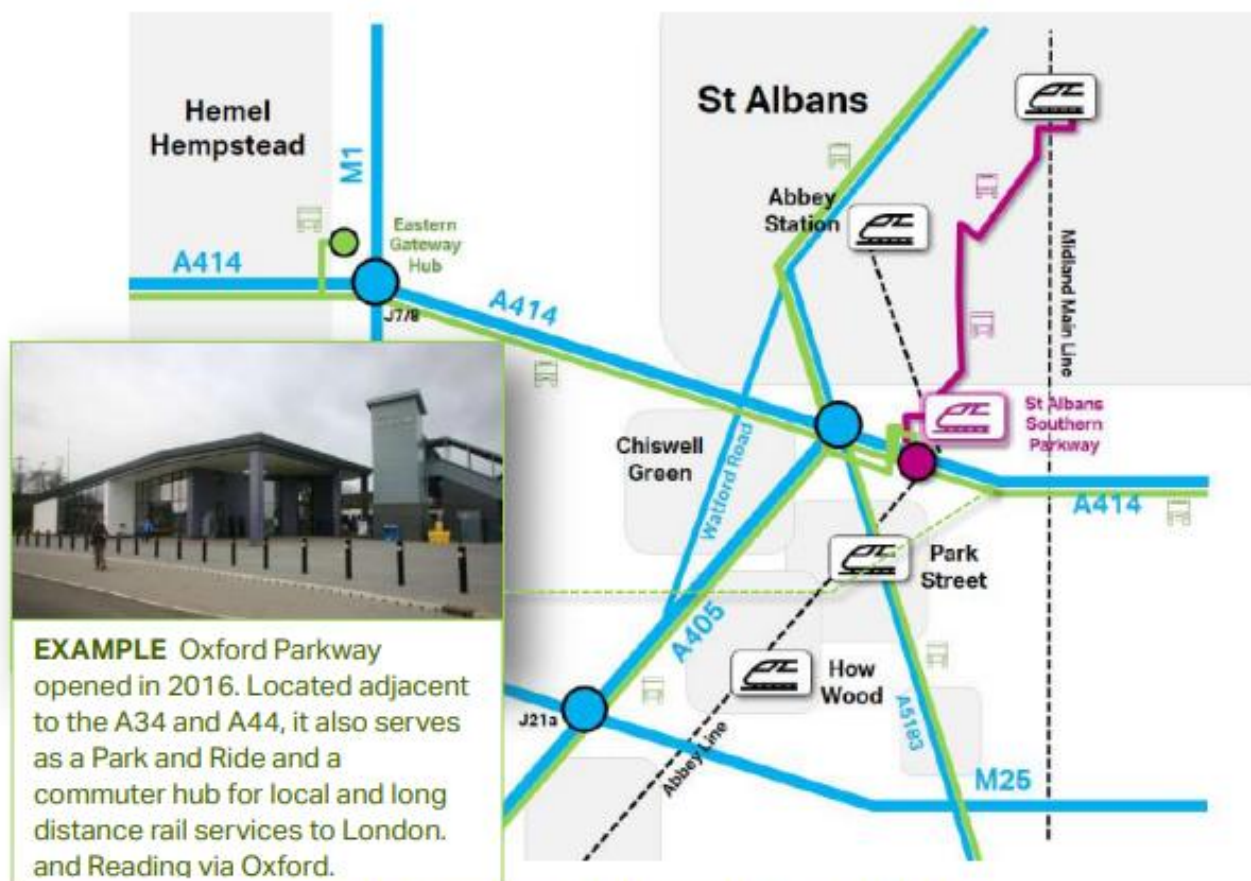 Hemel
Hempstead
M1
St Albans
Abbey
Station
Eastern
Gateway
Hub
A414
J7/8
A414
Midland Main Line
St Albans
Southern
Parkway
Chiswell
Green
Watford Road
A414
Park
Street
A405
How
Wood
J21a
Abbey Line
A5183
M25
EXAMPLE Oxford Parkway
opened in 2016. Located adjacent
to the A34 and A44, it also serves
as a Park and Ride and a
commuter hub for local and long
distance rail services to London.
and Reading via Oxford.